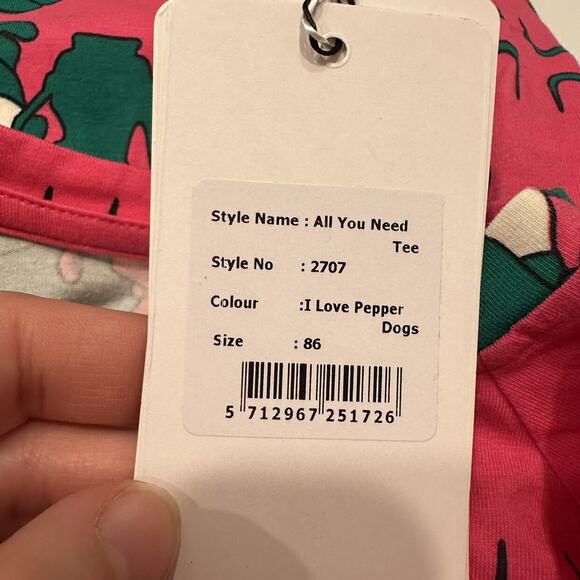 Style Name : All You Need
Tee
Style No : 2707
Colour :I Love Pepper
Dogs
Size : 86
5 712967 251726